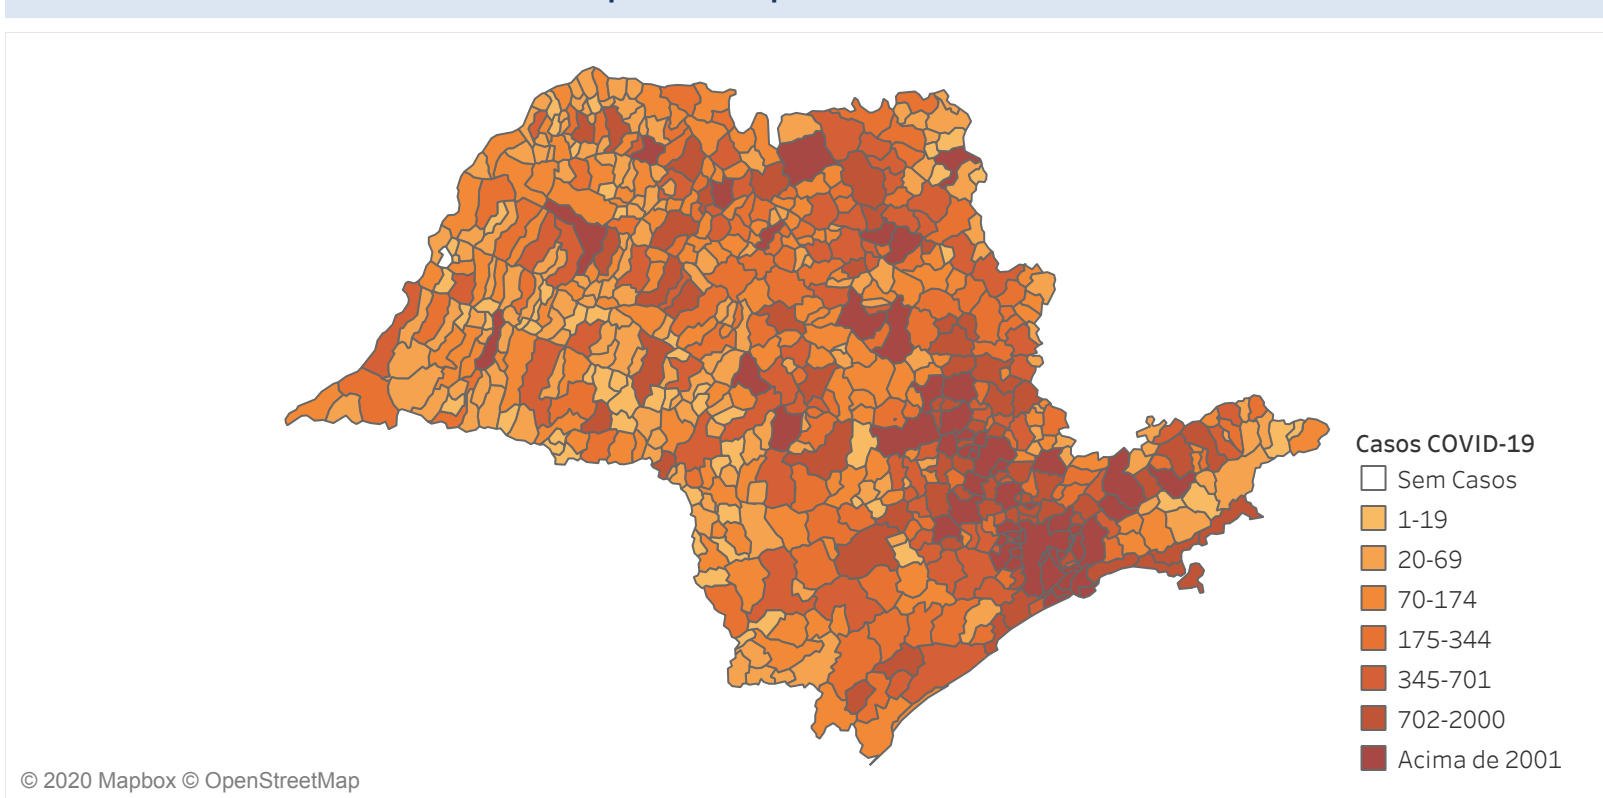 Casos COVID-19
Sem Casos
1-19
20-69
70-174
175-344
345-701
702-2000
Acima de 2001
© 2020 Mapbox © OpenStreetMap